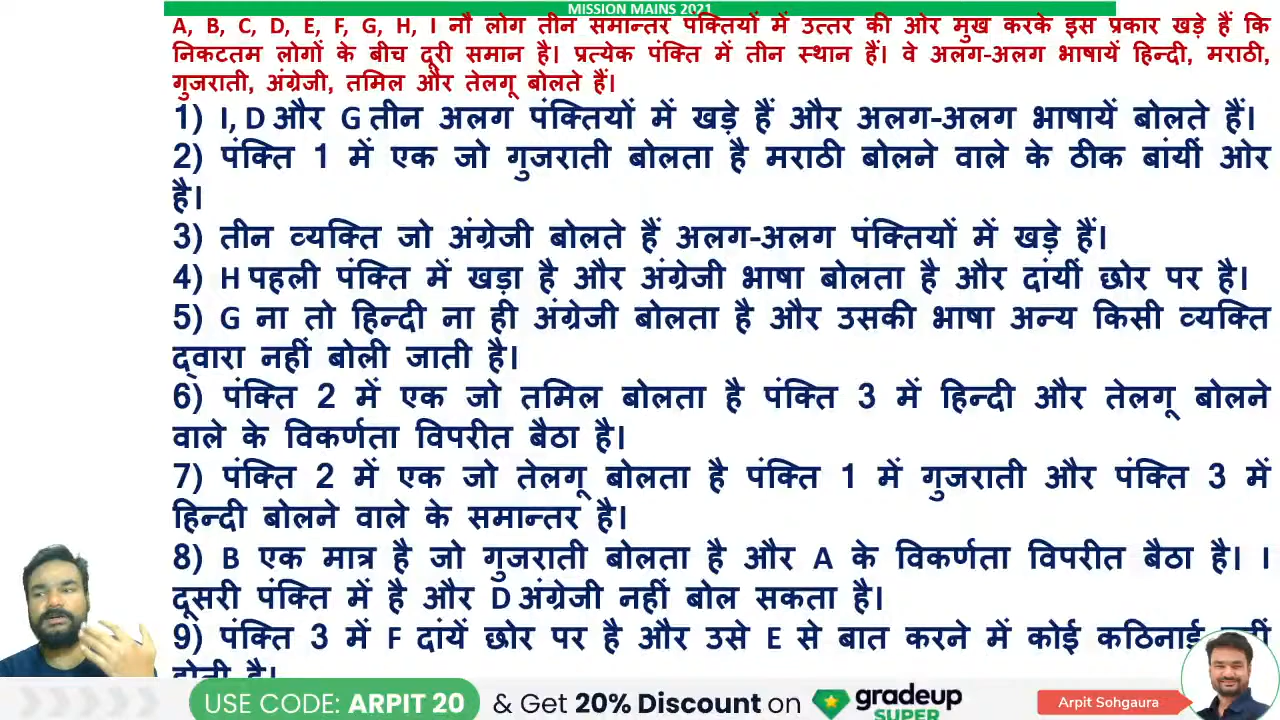 MISSION MAINS 2021
A, B, C, D, E, F, G, H, I नौ लोग तीन समान्तर पंक्तियों में उत्तर की ओर मुख करके इस प्रकार खड़े हैं कि
निकटतम लोगों के बीच दूरी समान है। प्रत्येक पंक्ति में तीन स्थान हैं। वे अलग-अलग भाषायें हिन्दी, मराठी,
गुजराती, अंग्रेजी, तमिल और तेलगू बोलते हैं।
1) I, D और G तीन अलग पंक्तियों में खड़े हैं और अलग-अलग भाषायें बोलते हैं।
2) पंक्ति 1 में एक जो गुजराती बोलता है मराठी बोलने वाले के ठीक बांयीं ओर
है।
3) तीन व्यक्ति जो अंग्रेजी बोलते हैं अलग-अलग पंक्तियों में खड़े हैं।
4) H पहली पंक्ति में खड़ा है और अंग्रेजी भाषा बोलता है और दांयीं छोर पर है।
5) G ना तो हिन्दी ना ही अंग्रेजी बोलता है और उसकी भाषा अन्य किसी व्यक्ति
द्वारा नहीं बोली जाती है।
6) पंक्ति 2 में एक जो तमिल बोलता है पंक्ति 3 में हिन्दी और तेलगू बोलने
वाले के विकर्णता विपरीत बैठा है।
7) पंक्ति 2 में एक जो तेलगू बोलता है पंक्ति 1 में गुजराती और पंक्ति 3 में
हिन्दी बोलने वाले के समान्तर है।
8) B एक मात्र है जो गुजराती बोलता है और A के विकर्णता विपरीत बैठा है। I
दूसरी पंक्ति में है और D अंग्रेजी नहीं बोल सकता है।
9) पंक्ति 3 में F दांयें छोर पर है और उसे E से बात करने में कोई कठिनाई
USE CODE: ARPIT 20 & Get 20% Discount on gradeup
SUPER
Arpit Sohgaura